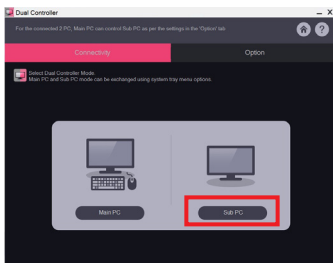 Dual Controller
For the connected 2 PC, Main PC can control Sub PC as per the settings in the 'Option' tab
Connectivity
Option
Select Dual Controller Mode.
Main PC and Sub PC mode can be exchanged using system tray menu options.
Main PC
Sub PC